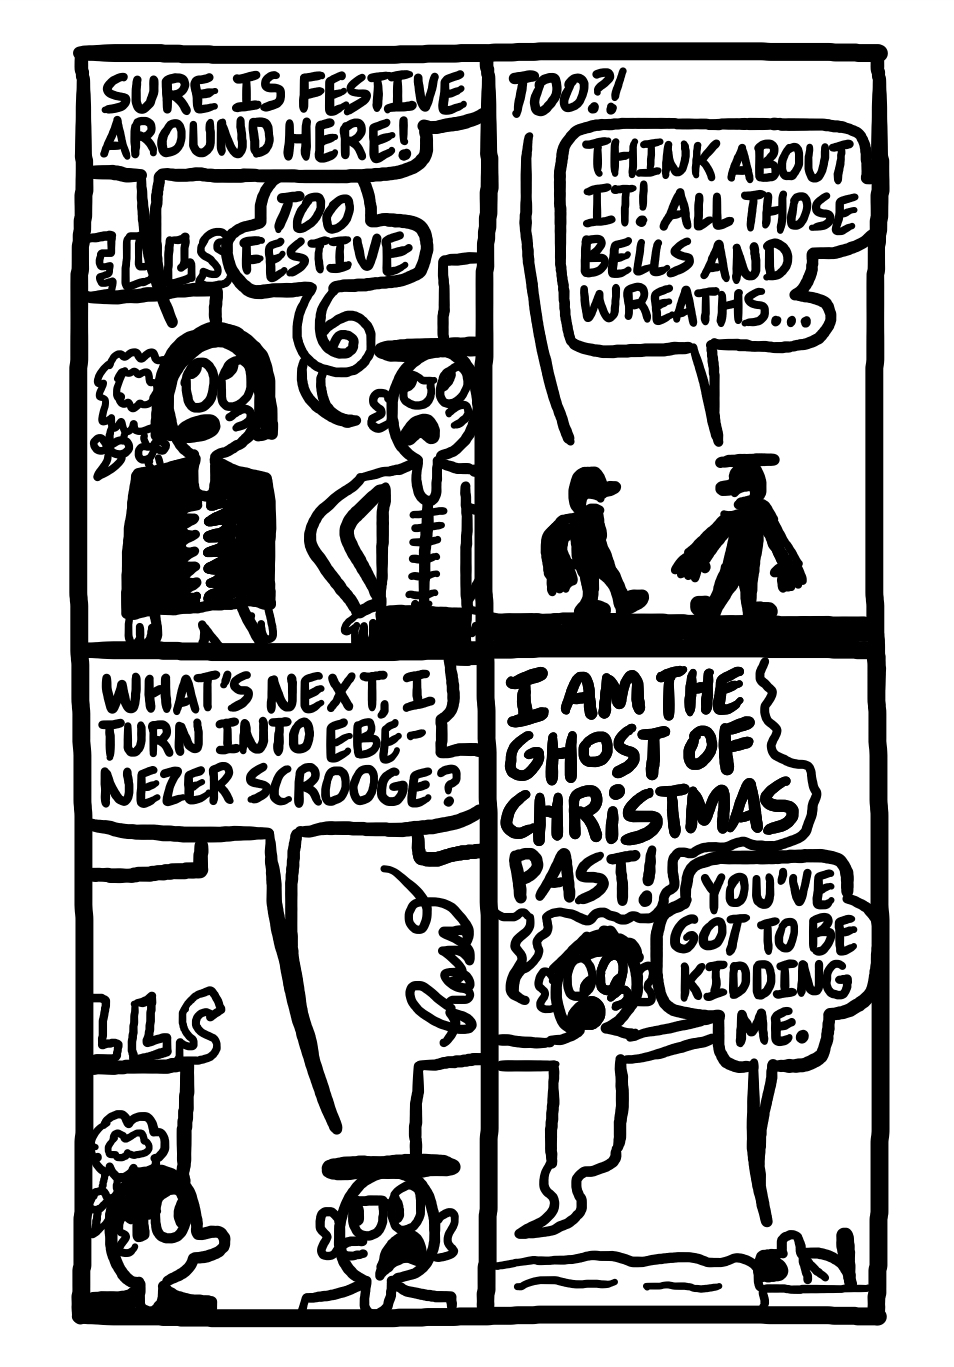 SURE IS FESTIVE
AROUND HERE!
TOO
FESTIVE
ELLS
TOO?!
THINK ABOUT
IT! ALL THOSE
BELLS AND
WREATHS...
WHAT'S NEXT, I
TURN INTO EBE-
NEZER SCROOGE?
LLS
I AM THE
GHOST OF
CHRiSTMAS
PAST!
YOU'VE
GOT TO BE
KIDDING
ME.